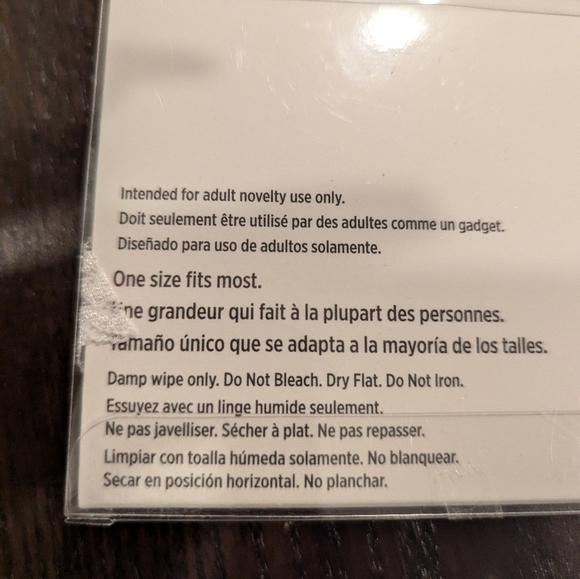 Intended for adult novelty use only.
Doit seulement être utilisé par des adultes comme un gadget.
Diseñado para uso de adultos solamente.
One size fits most.
grandeur qui fait à la plupart des personnes.
Tamaño único que se adapta a la mayoría de los talles.
Damp wipe only. Do Not Bleach. Dry Flat. Do Not Iron.
Essuyez avec un linge humide seulement.
Ne pas javelliser. Sécher à plat. Ne pas repasser.
Limpiar con toalla húmeda solamente. No blanquear.
Secar en posición horizontal. No planchar.